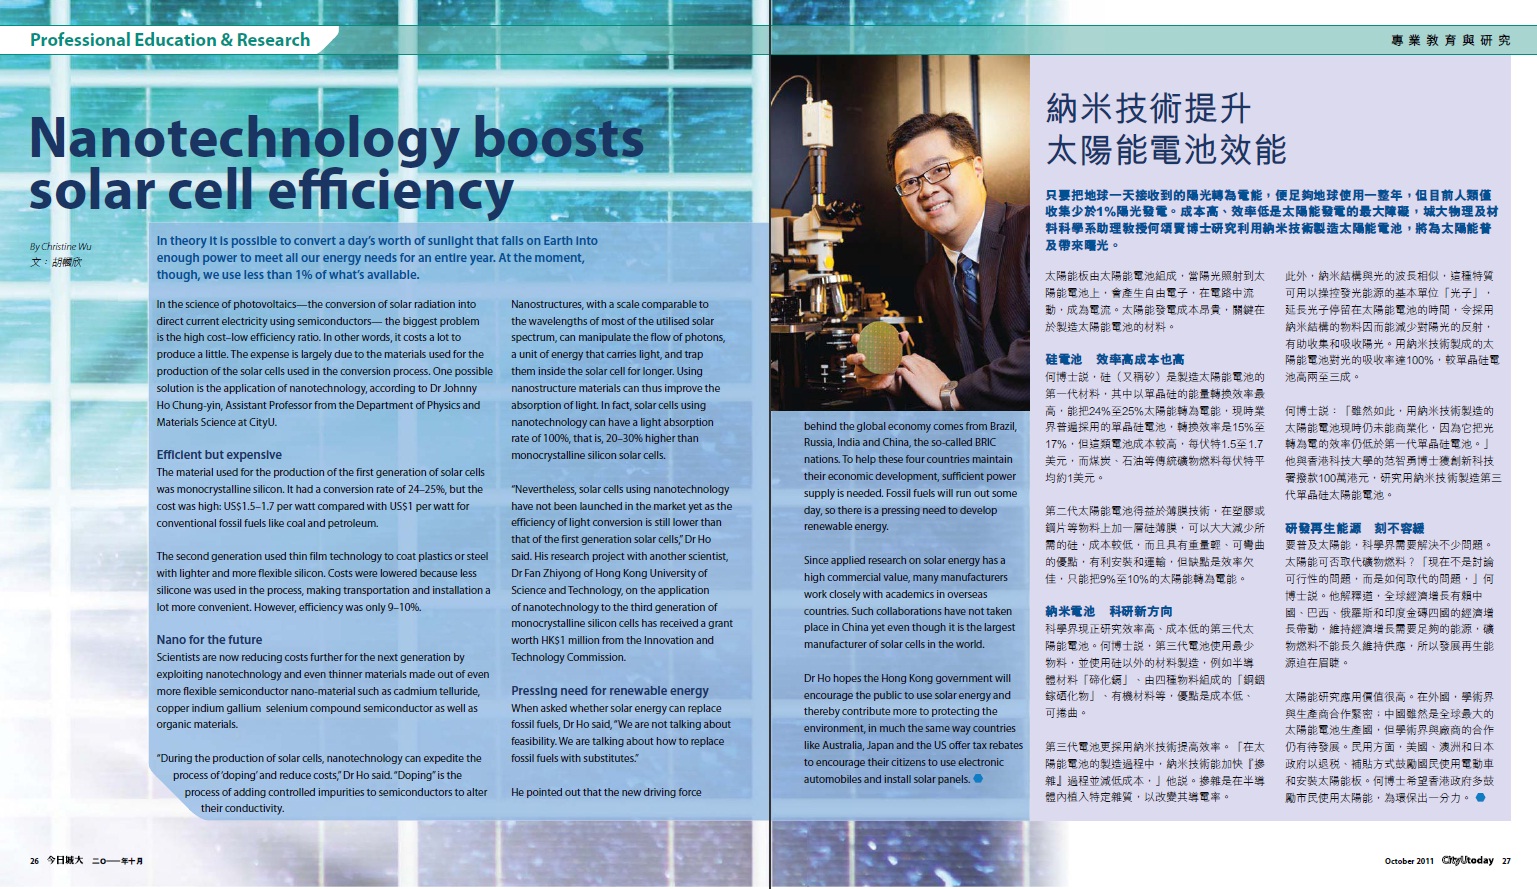 Professional Education & Research
Nanotechnology boosts
solar cell efficiency
By Christine Wu
In theory it is possible to convert a day's worth of sunlight that falls on Earth into
enough power to meet all our energy needs for an entire year. At the moment,
though, we use less than 1% of what's available.
In the science of photovoltaics—the conversion of solar radiation into
direct current electricity using semiconductors— the biggest problem
is the high cost–low efficiency ratio. In other words, it costs a lot to
produce a little. The expense is largely due to the materials used for the
production of the solar cells used in the conversion process. One possible
solution is the application of nanotechnology, according to Dr Johnny
Ho Chung-yin, Assistant Professor from the Department of Physics and
Materials Science at CityU.
Efficient but expensive
The material used for the production of the first generation of solar cells
was monocrystalline silicon. It had a conversion rate of 24–25%, but the
cost was high: US$1.5–1.7 per watt compared with US$1 per watt for
conventional fossil fuels like coal and petroleum.
The second generation used thin film technology to coat plastics or steel
with lighter and more flexible silicon. Costs were lowered because less
silicone was used in the process, making transportation and installation a
lot more convenient. However, efficiency was only 9–10%.
Nano for the future
Scientists are now reducing costs further for the next generation by
exploiting nanotechnology and even thinner materials made out of even
more flexible semiconductor nano-material such as cadmium telluride,
copper indium gallium selenium compound semiconductor as well as
organic materials.
"During the production of solar cells, nanotechnology can expedite the
process of 'doping' and reduce costs," Dr Ho said. "Doping" is the
process of adding controlled impurities to semiconductors to alter
their conductivity.
Nanostructures, with a scale comparable to
the wavelengths of most of the utilised solar
spectrum, can manipulate the flow of photons,
a unit of energy that carries light, and trap
them inside the solar cell for longer. Using
nanostructure materials can thus improve the
absorption of light. In fact, solar cells using
nanotechnology can have a light absorption
rate of 100%, that is, 20–30% higher than
monocrystalline silicon solar cells.
"Nevertheless, solar cells using nanotechnology
have not been launched in the market yet as the
efficiency of light conversion is still lower than
that of the first generation solar cells," Dr Ho
said. His research project with another scientist,
Dr Fan Zhiyong of Hong Kong University of
Science and Technology, on the application
of nanotechnology to the third generation of
monocrystalline silicon cells has received a grant
worth HK$1 million from the Innovation and
Technology Commission.
Pressing need for renewable energy
When asked whether solar energy can replace
fossil fuels, Dr Ho said, "We are not talking about
feasibility. We are talking about how to replace
fossil fuels with substitutes."
He pointed out that the new driving force
26 今日城大 二○一一年十月
專業教育與研究
behind the global economy comes from Brazil,
Russia, India and China, the so-called BRIC
nations. To help these four countries maintain
their economic development, sufficient power
supply is needed. Fossil fuels will run out some
day, so there is a pressing need to develop
renewable energy.
Since applied research on solar energy has a
high commercial value, many manufacturers
work closely with academics in overseas
countries. Such collaborations have not taken
place in China yet even though it is the largest
manufacturer of solar cells in the world.
Dr Ho hopes the Hong Kong government will
encourage the public to use solar energy and
thereby contribute more to protecting the
environment, in much the same way countries
like Australia, Japan and the US offer tax rebates
to encourage their citizens to use electronic
automobiles and install solar panels.
納米技術提升
太陽能電池效能
只要把地球一天接收到的陽光轉為電能，便足夠地球使用一整年，但目前人類僅
收集少於1%陽光發電。成本高、效率低是太陽能發電的最大障礙，城大物理及材
料科學系助理教授何頌賢博士研究利用納米技術製造太陽能電池，將為太陽能普
及帶來曙光。
太陽能板由太陽能電池組成，當陽光照射到太
陽能電池上，會產生自由電子，在電路中流
動，成為電流。太陽能發電成本昂貴，關鍵在
於製造太陽能電池的材料。
硅電池 效率高成本也高
何博士說，硅（又稱矽）是製造太陽能電池的
第一代材料，其中以單晶硅的能量轉換效率最
高，能把24%至25%太陽能轉為電能，現時業
界普遍採用的單晶硅電池，轉換效率是15%至
17%，但這類電池成本較高，每伏特1.5至1.7
美元，而煤炭、石油等傳統礦物燃料每伏特平
均約1美元。
第二代太陽能電池得益於薄膜技術，在塑膠或
鋼片等物料上加一層硅薄膜，可以大大減少所
需的硅，成本較低，而且具有重量輕、可彎曲
的優點，有利安裝和運輸，但缺點是效率欠
佳，只能把9%至10%的太陽能轉為電能。
納米電池 科研新方向
科學界現正研究效率高、成本低的第三代太
陽能電池。何博士說，第三代電池使用最少
物料，並使用硅以外的材料製造，例如半導
體材料「碲化鎘」、由四種物料組成的「銅銦
鎵硒化物」、有機材料等，優點是成本低、
可捲曲。
第三代電池更採用納米技術提高效率。「在太
陽能電池的製造過程中，納米技術能加快『摻
雜』過程並減低成本，」他說。摻雜是在半導
體內植入特定雜質，以改變其導電率。
此外，納米結構與光的波長相似，這種特質
可用以操控發光能源的基本單位「光子」，
延長光子停留在太陽能電池的時間，令採用
納米結構的物料因而能減少對陽光的反射，
有助收集和吸收陽光。用納米技術製成的太
陽能電池對光的吸收率達100%，較單晶硅電
池高兩至三成。
何博士說：「雖然如此，用納米技術製造的
太陽能電池現時仍未能商業化，因為它把光
轉為電的效率仍低於第一代單晶硅電池。」
他與香港科技大學的范智勇博士獲創新科技
署撥款100萬港元，研究用納米技術製造第三
代單晶硅太陽能電池。
研發再生能源 刻不容緩
要普及太陽能，科學界需要解決不少問題。
太陽能可否取代礦物燃料？「現在不是討論
可行性的問題，而是如何取代的問題，」何
博士說。他解釋道，全球經濟增長有賴中
國、巴西、俄羅斯和印度金磚四國的經濟增
長帶動，維持經濟增長需要足夠的能源，礦
物燃料不能長久維持供應，所以發展再生能
源迫在眉睫。
太陽能研究應用價值很高。在外國，學術界
與生產商合作緊密；中國雖然是全球最大的
太陽能電池生產國，但學術界與廠商的合作
仍有待發展。民用方面，美國、澳洲和日本
政府以退稅、補貼方式鼓勵國民使用電動車
和安裝太陽能板。何博士希望香港政府多鼓
勵市民使用太陽能，為環保出一分力。
October 2011 CityUtoday 27